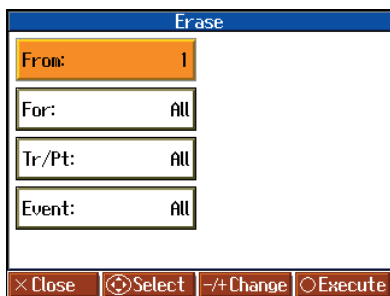 Erase
From: 1
For: All
Tr/Pt: All
Event: All
×Close Select -/+Change ○Execute